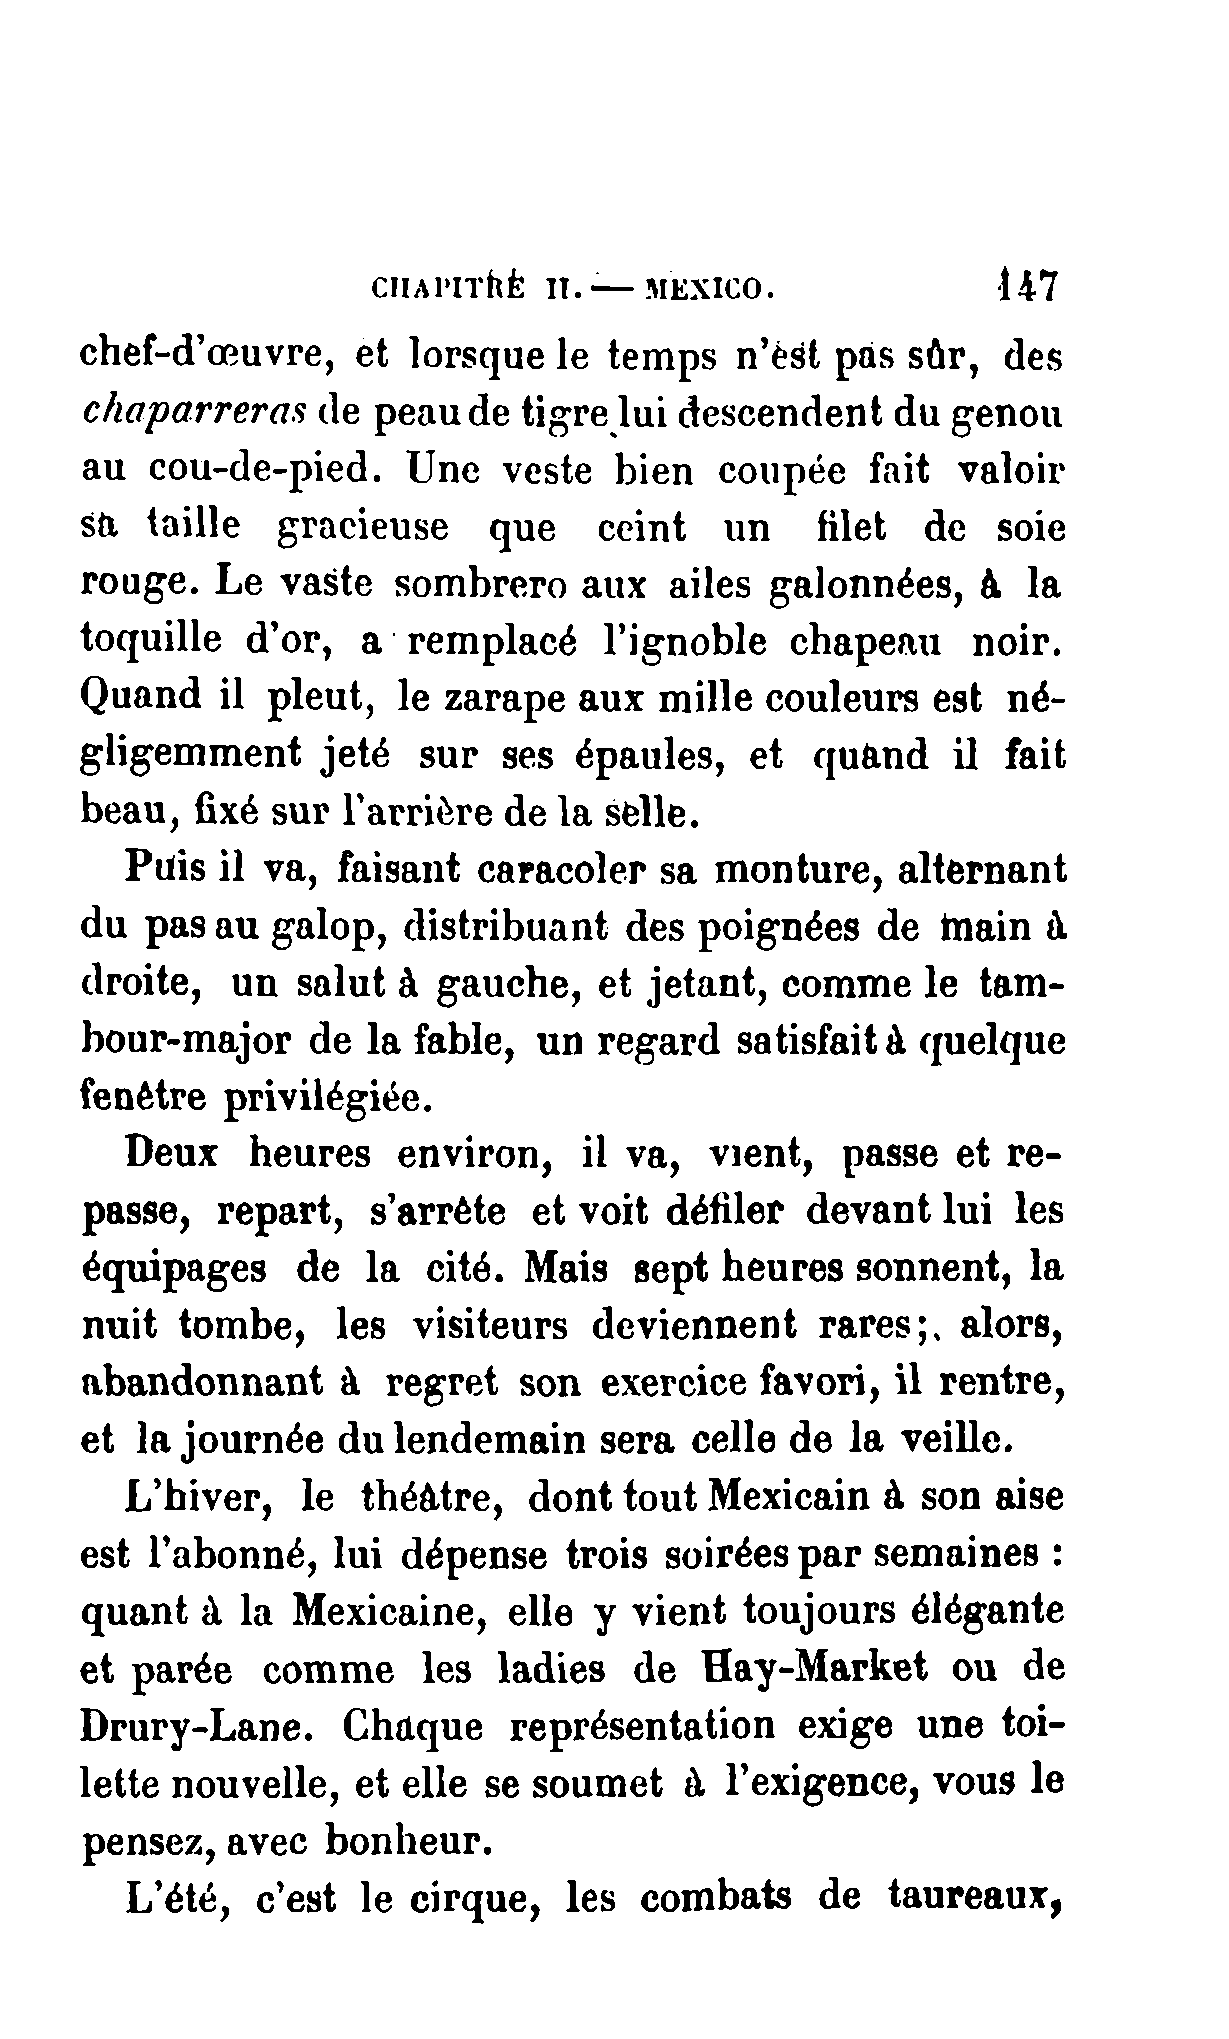 CHAPITRE II. — MEXICO. 147
chef-d'œuvre, et lorsque le temps n'est pas sûr, des
chaparreras de peau de tigre lui descendent du genou
au cou-de-pied. Une veste bien coupée fait valoir
sa taille gracieuse que ceint un filet de soie
rouge. Le vaste sombrero aux ailes galonnées, à la
toquille d'or, a remplacé l'ignoble chapeau noir.
Quand il pleut, le zarape aux mille couleurs est né-
gligemment jeté sur ses épaules, et quand il fait
beau, fixé sur l'arrière de la selle.
Puis il va, faisant caracoler sa monture, alternant
du pas au galop, distribuant des poignées de main à
droite, un salut à gauche, et jetant, comme le tam-
bour-major de la fable, un regard satisfait à quelque
fenêtre privilégiée.
Deux heures environ, il va, vient, passe et re-
passe, repart, s'arrête et voit défiler devant lui les
équipages de la cité. Mais sept heures sonnent, la
nuit tombe, les visiteurs deviennent rares; alors,
abandonnant à regret son exercice favori, il rentre,
et la journée du lendemain sera celle de la veille.
L'hiver, le théâtre, dont tout Mexicain à son aise
est l'abonné, lui dépense trois soirées par semaines :
quant à la Mexicaine, elle y vient toujours élégante
et parée comme les ladies de Hay-Market ou de
Drury-Lane. Chaque représentation exige une toi-
lette nouvelle, et elle se soumet à l'exigence, vous le
pensez, avec bonheur.
L'été, c'est le cirque, les combats de taureaux,